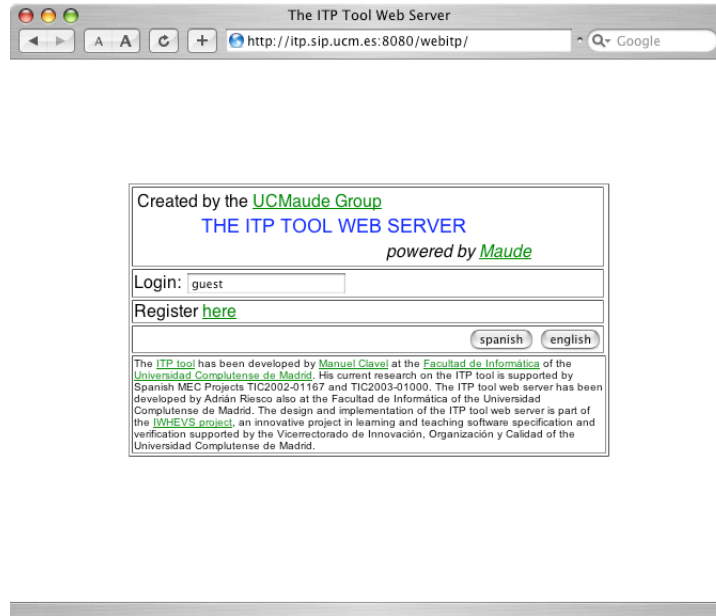 The ITP Tool Web Server
A A C + http://itp.sip.ucm.es:8080/webitp/ Q Google
Created by the UCMaude Group
THE ITP TOOL WEB SERVER
powered by Maude
Login: guest
Register here
spanish english
The ITP tool has been developed by Manuel Clavel at the Facultad de Informática of the
Universidad Complutense de Madrid. His current research on the ITP tool is supported by
Spanish MEC Projects TIC2002-01167 and TIC2003-01000. The ITP tool web server has been
developed by Adrián Riesco also at the Facultad de Informática of the Universidad
Complutense de Madrid. The design and implementation of the ITP tool web server is part of
the IWHEVS project, an innovative project in learning and teaching software specification and
verification supported by the Vicerrectorado de Innovación, Organización y Calidad of the
Universidad Complutense de Madrid.